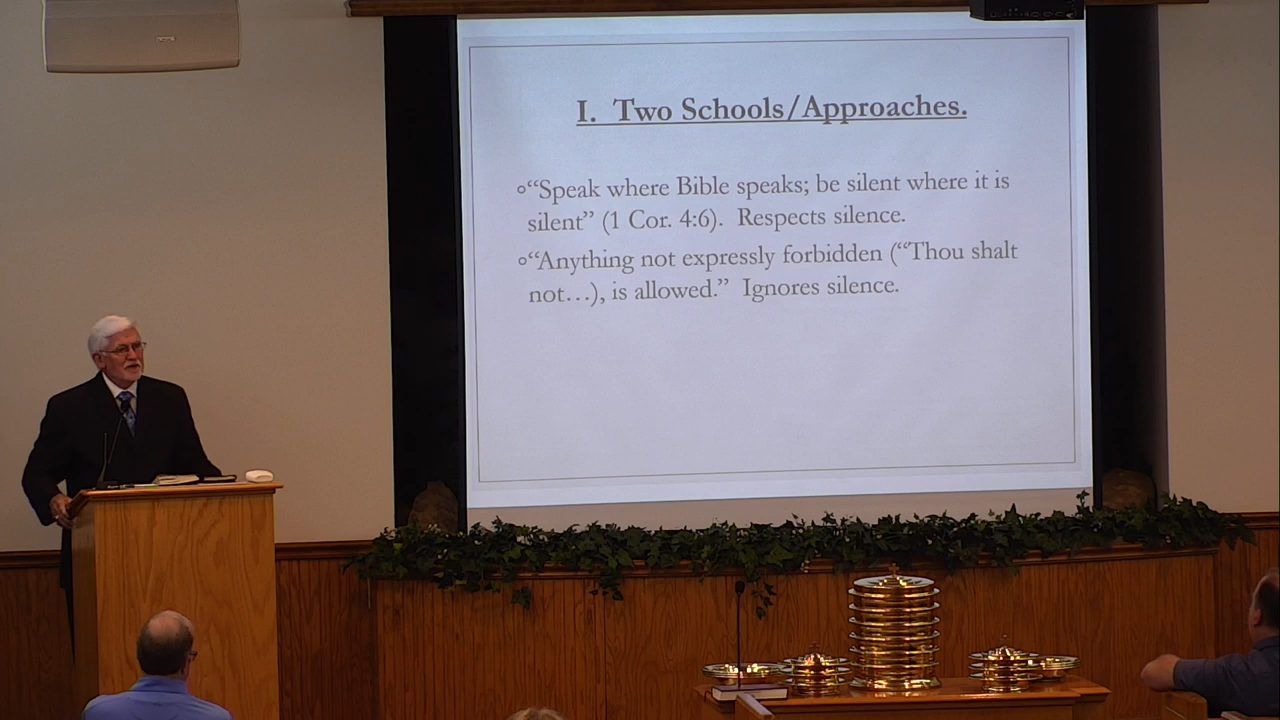 I. Two Schools/Approaches.
“Speak where Bible speaks; be silent where it is
silent” (1 Cor. 4:6). Respects silence.
“Anything not expressly forbidden (“Thou shalt
not…), is allowed.” Ignores silence.